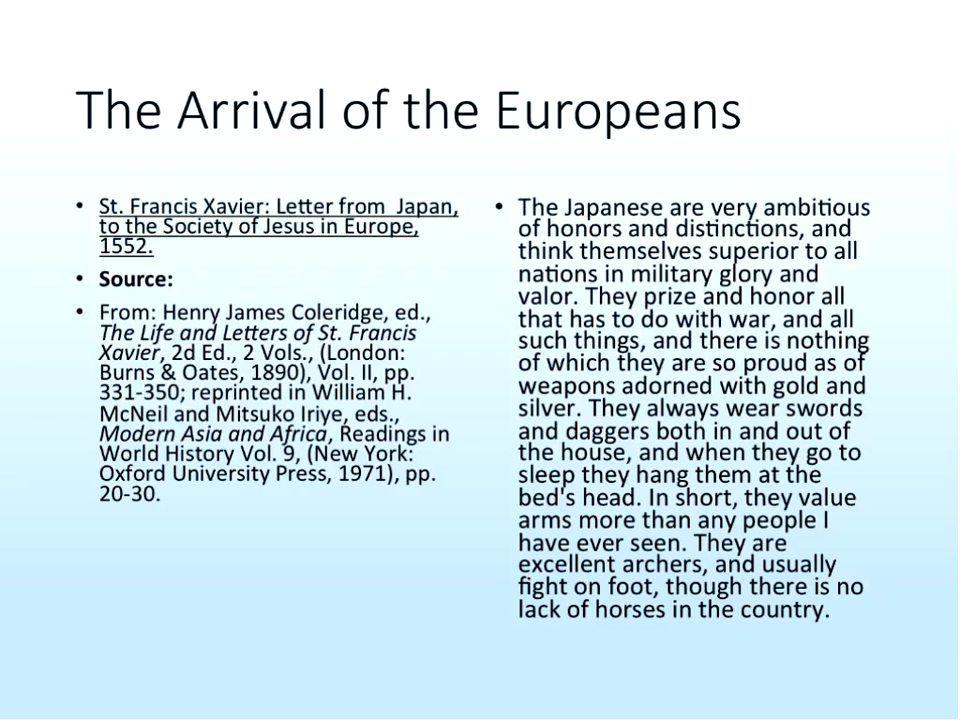 The Arrival of the Europeans
• St. Francis Xavier: Letter from Japan,
to the Society of Jesus in Europe,
1552.
• Source:
• From: Henry James Coleridge, ed.,
The Life and Letters of St. Francis
Xavier, 2d Ed., 2 Vols., (London:
Burns & Oates, 1890), Vol. II, pp.
331-350; reprinted in William H.
McNeil and Mitsuko Iriye, eds.,
Modern Asia and Africa, Readings in
World History Vol. 9, (New York:
Oxford University Press, 1971), pp.
20-30.
• The Japanese are very ambitious
of honors and distinctions, and
think themselves superior to all
nations in military glory and
valor. They prize and honor all
that has to do with war, and all
such things, and there is nothing
of which they are so proud as of
weapons adorned with gold and
silver. They always wear swords
and daggers both in and out of
the house, and when they go to
sleep they hang them at the
bed's head. In short, they value
arms more than any people I
have ever seen. They are
excellent archers, and usually
fight on foot, though there is no
lack of horses in the country.